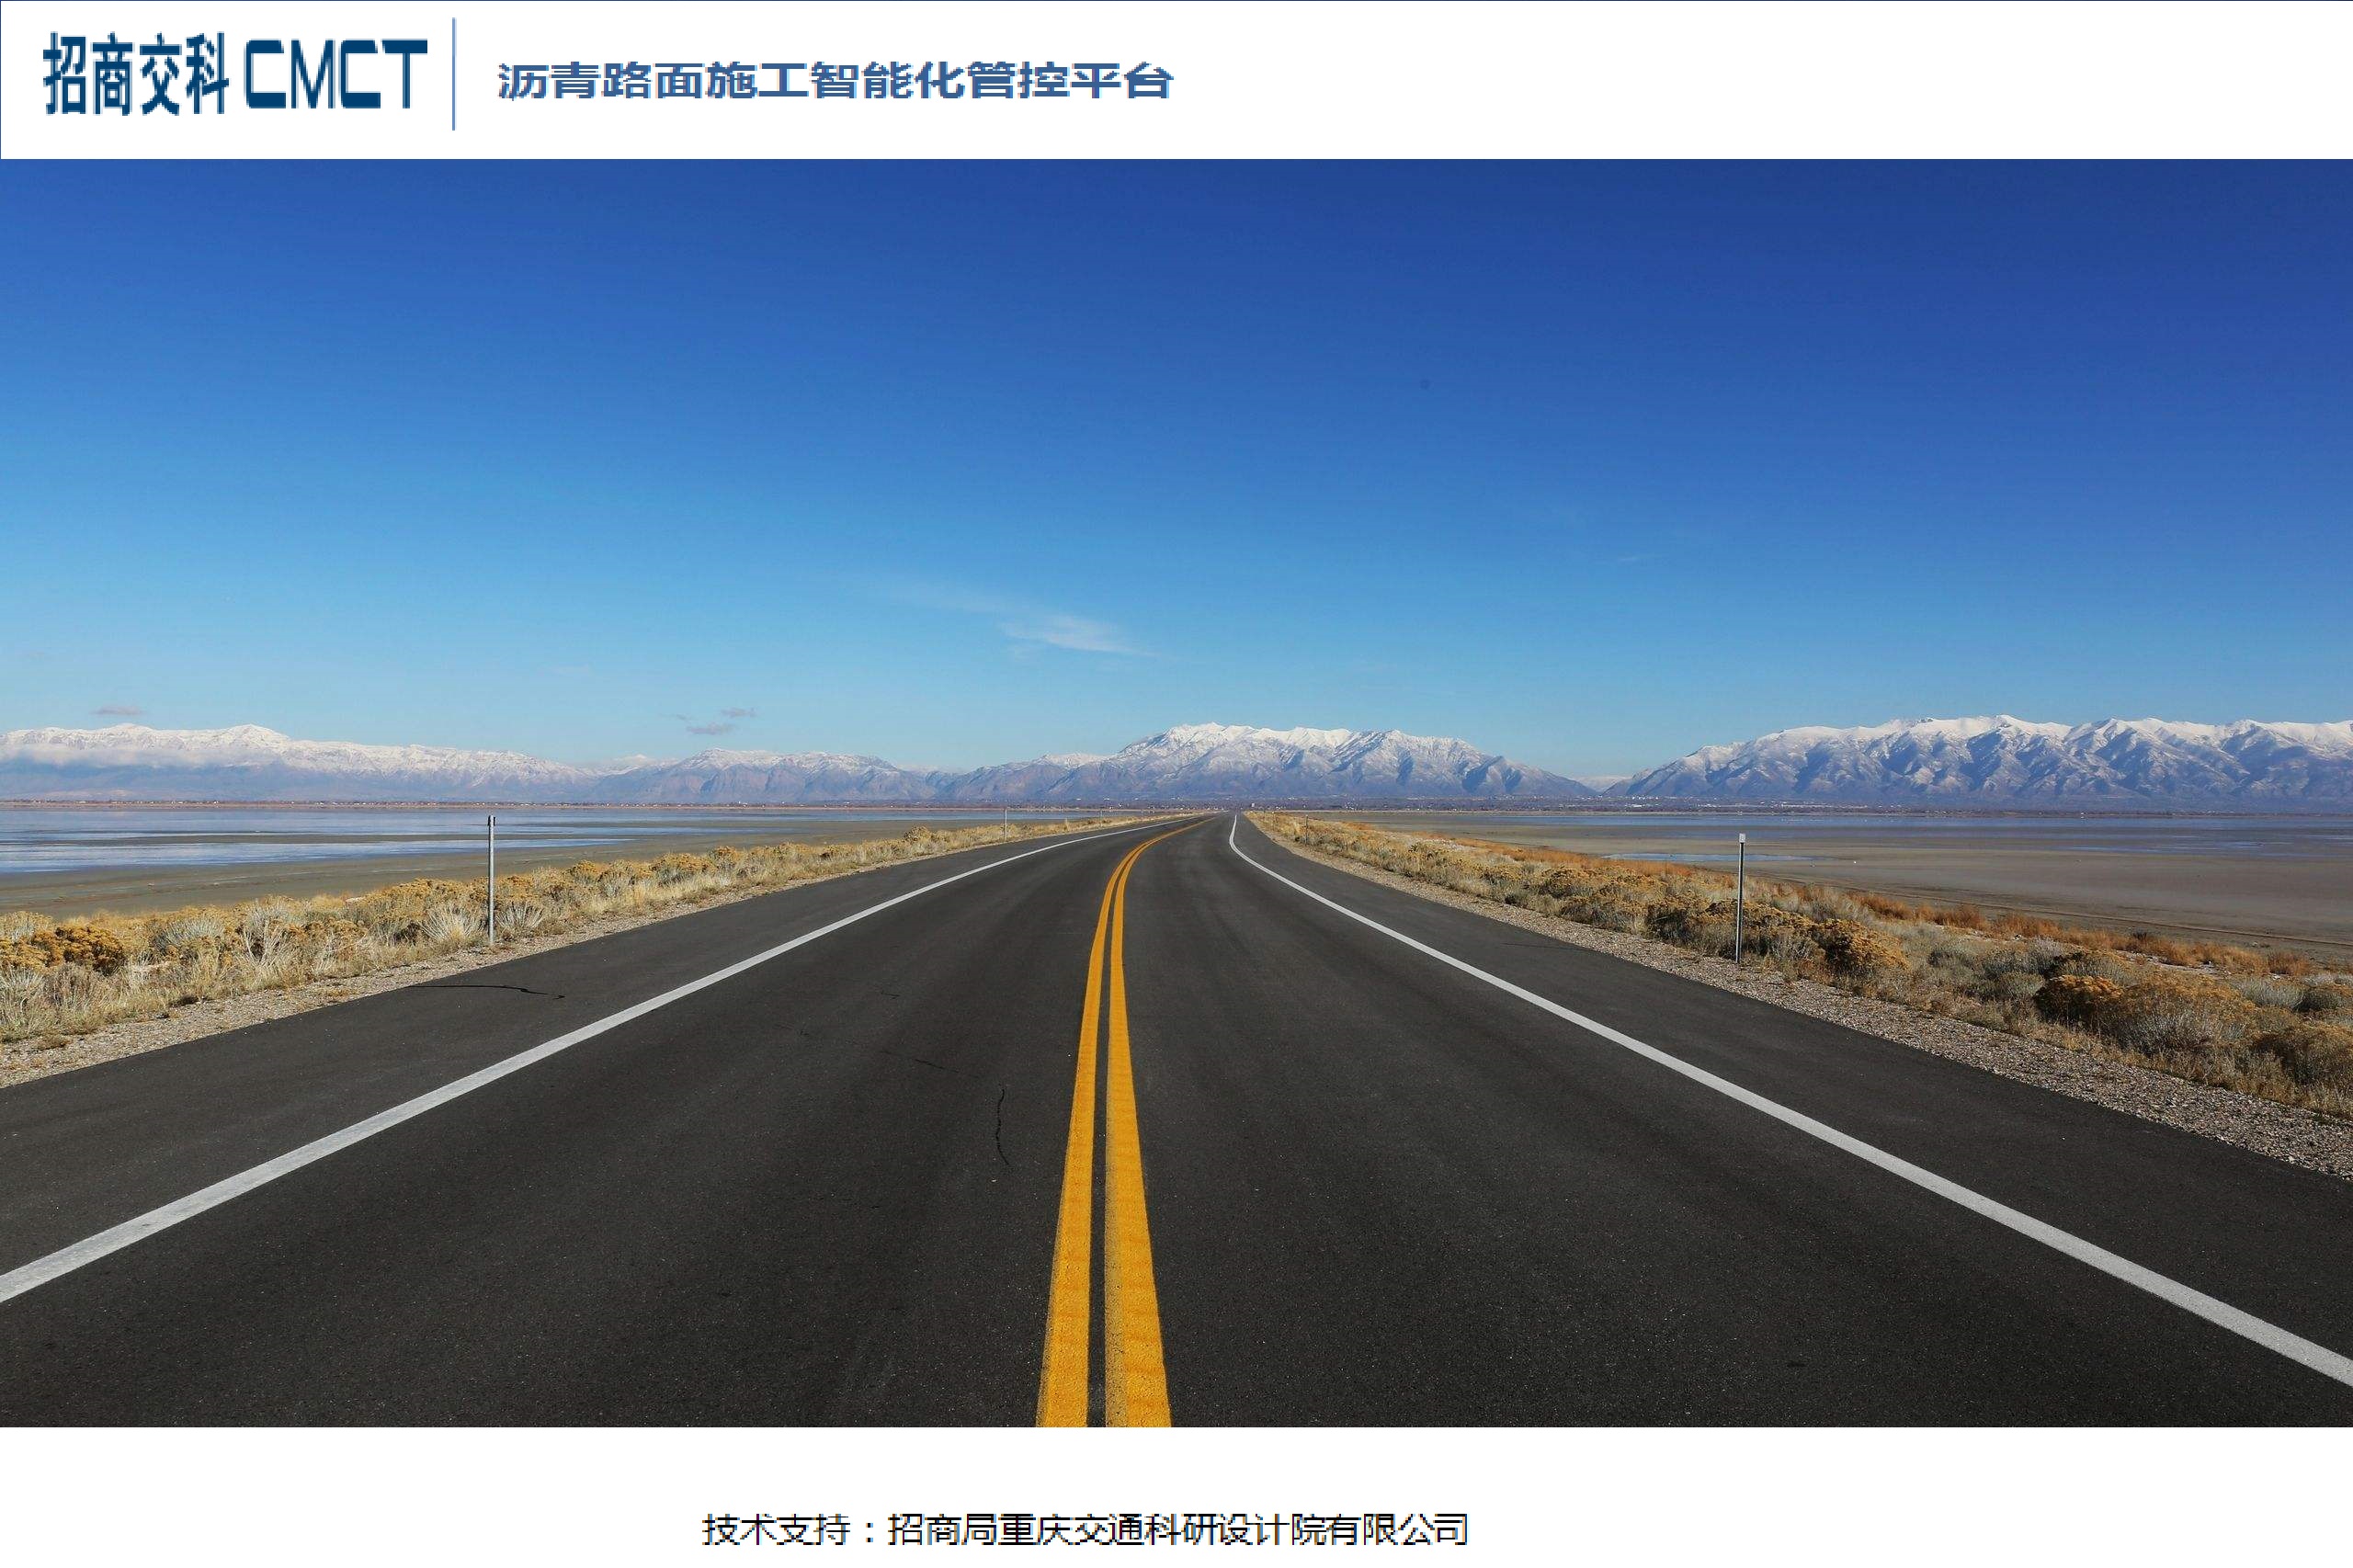 招商交科 CMCT
沥青路面施工智能化管控平台
技术支持：招商局重庆交通科研设计院有限公司